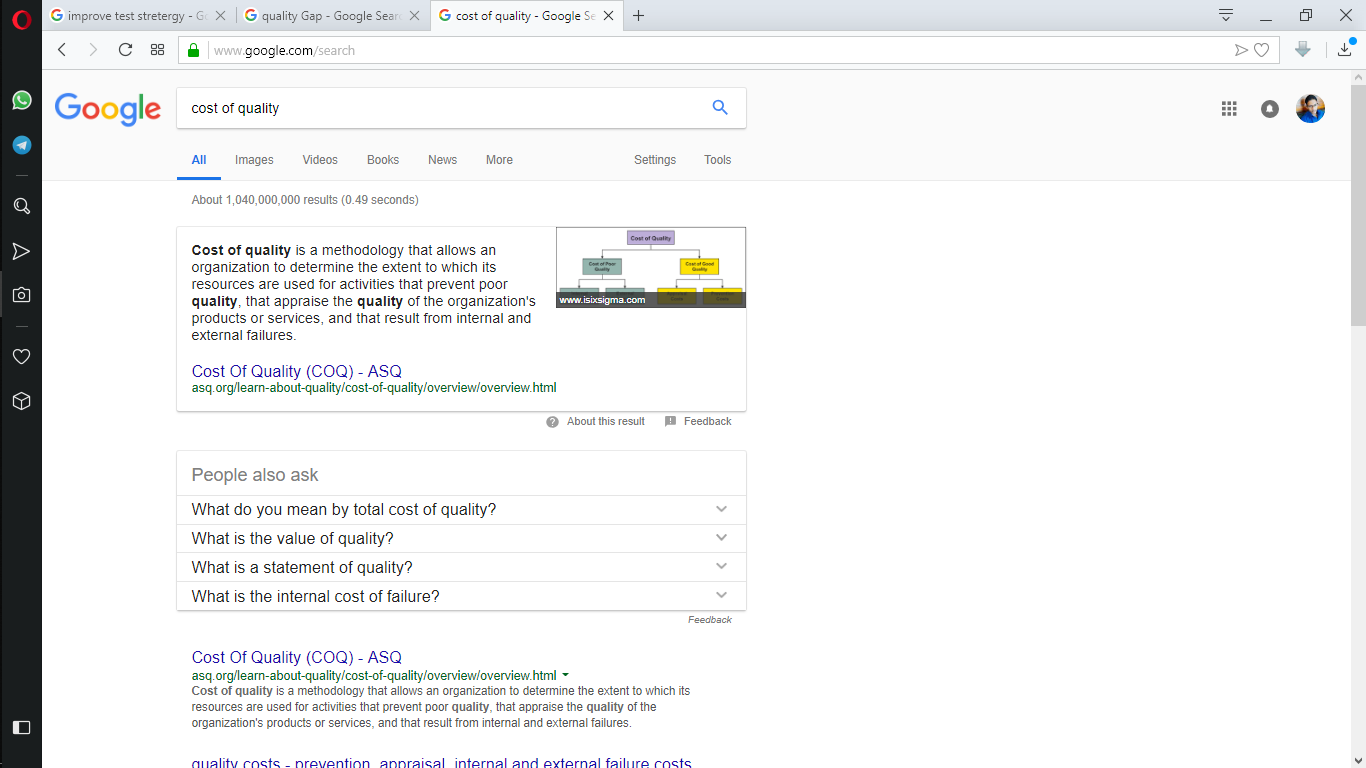 improve test stretergy - G
quality Gap - Google Sear
cost of quality - Google Se
www.google.com/search
Google
cost of quality
All Images Videos Books News More Settings Tools
About 1,040,000,000 results (0.49 seconds)
Cost of quality is a methodology that allows an
organization to determine the extent to which its
resources are used for activities that prevent poor
quality, that appraise the quality of the organization's
products or services, and that result from internal and
external failures.
Cost of Quality
Cost of Poor
Quality
Cost of Good
Quality
www.isixsigma.com
Cost Of Quality (COQ) - ASQ
asq.org/learn-about-quality/cost-of-quality/overview/overview.html
About this result Feedback
People also ask
What do you mean by total cost of quality?
What is the value of quality?
What is a statement of quality?
What is the internal cost of failure?
Feedback
Cost Of Quality (COQ) - ASQ
asq.org/learn-about-quality/cost-of-quality/overview/overview.html
Cost of quality is a methodology that allows an organization to determine the extent to which its
resources are used for activities that prevent poor quality, that appraise the quality of the
organization's products or services, and that result from internal and external failures.
quality costs - prevention, appraisal, internal and external failure costs